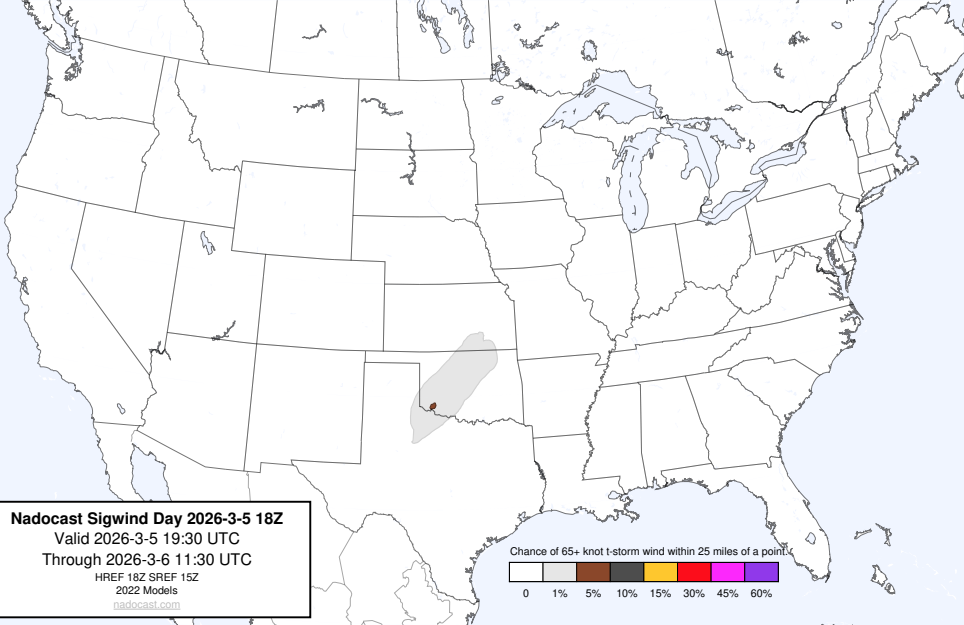 Nadocast Sigwind Day 2026-3-5 18Z
Valid 2026-3-5 19:30 UTC
Through 2026-3-6 11:30 UTC
HREF 18Z SREF 15Z
2022 Models
nadocast.com
Chance of 65+ knot t-storm wind within 25 miles of a point.
0 1% 5% 10% 15% 30% 45% 60%